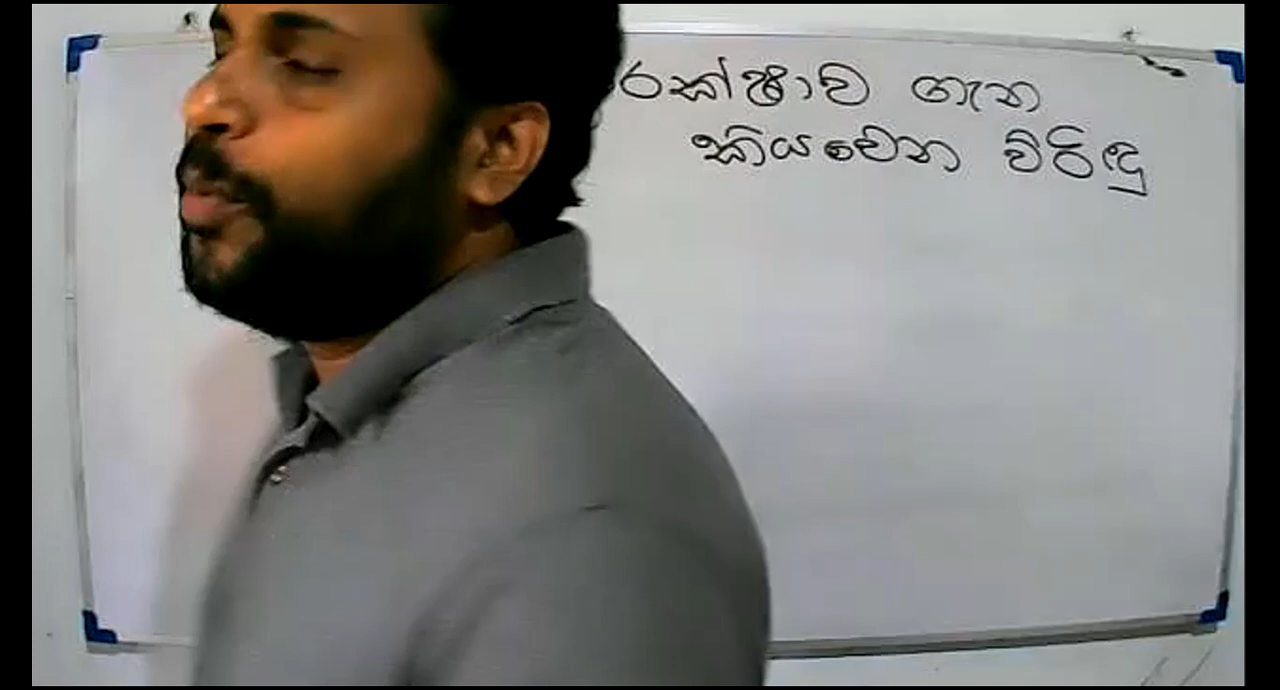 රක්ෂාව ගැන
කියවෙන විරිඳු